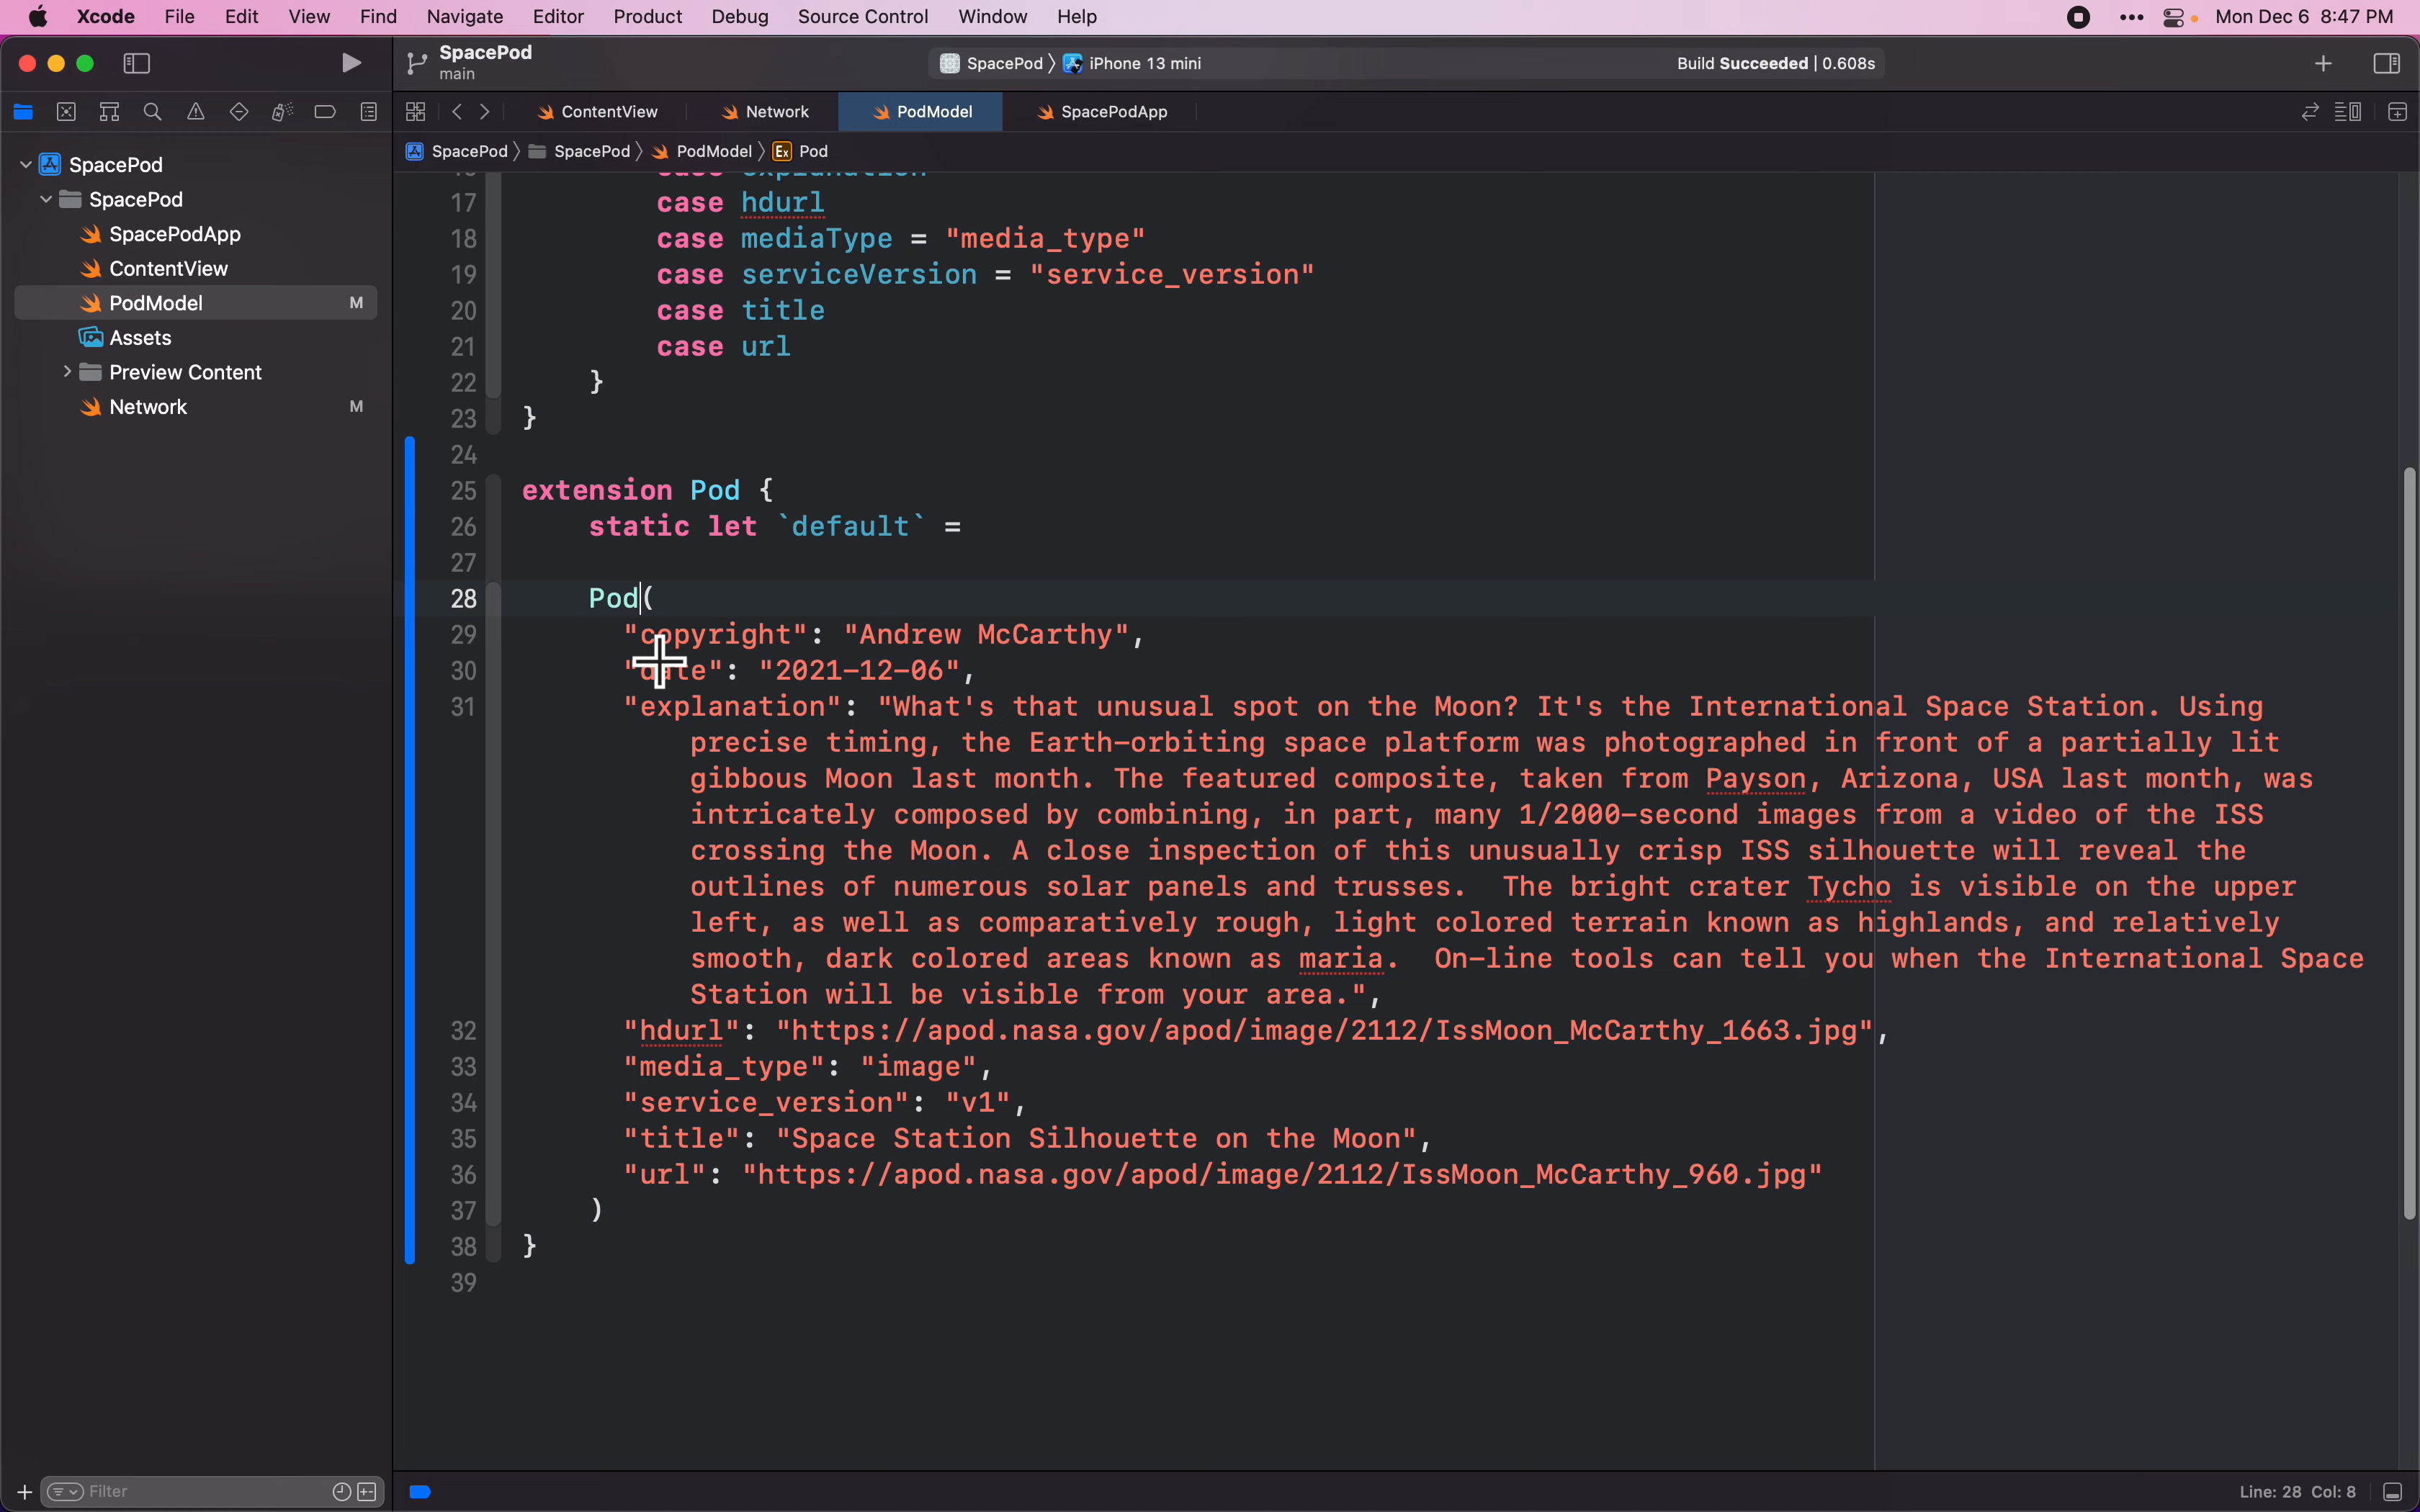 Xcode File Edit View Find Navigate Editor Product Debug Source Control Window Help ••• Mon Dec 6 8:47 PM
SpacePod
main
SpacePod 〉 iPhone 13 mini
Build Succeeded | 0.608s
ContentView Network PodModel SpacePodApp
SpacePod 〉 SpacePod 〉 PodModel 〉 Ex Pod
SpacePod
SpacePod
SpacePodApp
ContentView
PodModel M
Assets
Preview Content
Network M
17 case hdurl
18 case mediaType = "media_type"
19 case serviceVersion = "service_version"
20 case title
21 case url
22 }
23 }
24
25 extension Pod {
26 static let `default` =
27
28 Pod(
29 "copyright": "Andrew McCarthy",
30 "date": "2021-12-06",
31 "explanation": "What's that unusual spot on the Moon? It's the International Space Station. Using
precise timing, the Earth-orbiting space platform was photographed in front of a partially lit
gibbous Moon last month. The featured composite, taken from Payson, Arizona, USA last month, was
intricately composed by combining, in part, many 1/2000-second images from a video of the ISS
crossing the Moon. A close inspection of this unusually crisp ISS silhouette will reveal the
outlines of numerous solar panels and trusses.  The bright crater Tycho is visible on the upper
left, as well as comparatively rough, light colored terrain known as highlands, and relatively
smooth, dark colored areas known as maria.  On-line tools can tell you when the International Space
Station will be visible from your area.",
32 "hdurl": "https://apod.nasa.gov/apod/image/2112/IssMoon_McCarthy_1663.jpg",
33 "media_type": "image",
34 "service_version": "v1",
35 "title": "Space Station Silhouette on the Moon",
36 "url": "https://apod.nasa.gov/apod/image/2112/IssMoon_McCarthy_960.jpg"
37 )
38 }
39
Filter
Line: 28 Col: 8